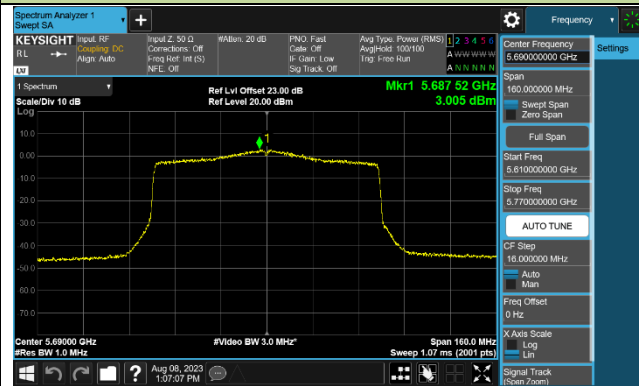 Spectrum Analyzer 1
Swept SA
Frequency
KEYSIGHT
RL
LXI
Input: RF
Coupling: DC
Align: Auto
Input Z: 50 Ω
Corrections: Off
Freq Ref: Int (S)
NFE: Off
#Atten: 20 dB
PNO: Fast
Gate: Off
IF Gain: Low
Sig Track: Off
Avg Type: Power (RMS)
Avg|Hold: 100/100
Trig: Free Run
1 2 3 4 5 6
A W W W W W
A N N N N N
Center Frequency
5.690000000 GHz
Settings
Span
160.000000 MHz
Swept Span
Zero Span
Full Span
Start Freq
5.610000000 GHz
Stop Freq
5.770000000 GHz
AUTO TUNE
CF Step
16.000000 MHz
Auto
Man
Freq Offset
0 Hz
X Axis Scale
Log
Lin
Signal Track
(Span Zoom)
1 Spectrum
Scale/Div 10 dB
Log
Ref Lvl Offset 23.00 dB
Ref Level 20.00 dBm
Mkr1 5.687 52 GHz
3.005 dBm
1
10.0
0.00
-10.0
-20.0
-30.0
-40.0
-50.0
-60.0
-70.0
Center 5.69000 GHz
#Res BW 1.0 MHz
#Video BW 3.0 MHz*
Span 160.0 MHz
Sweep 1.07 ms (2001 pts)
?
Aug 08, 2023
1:07:07 PM